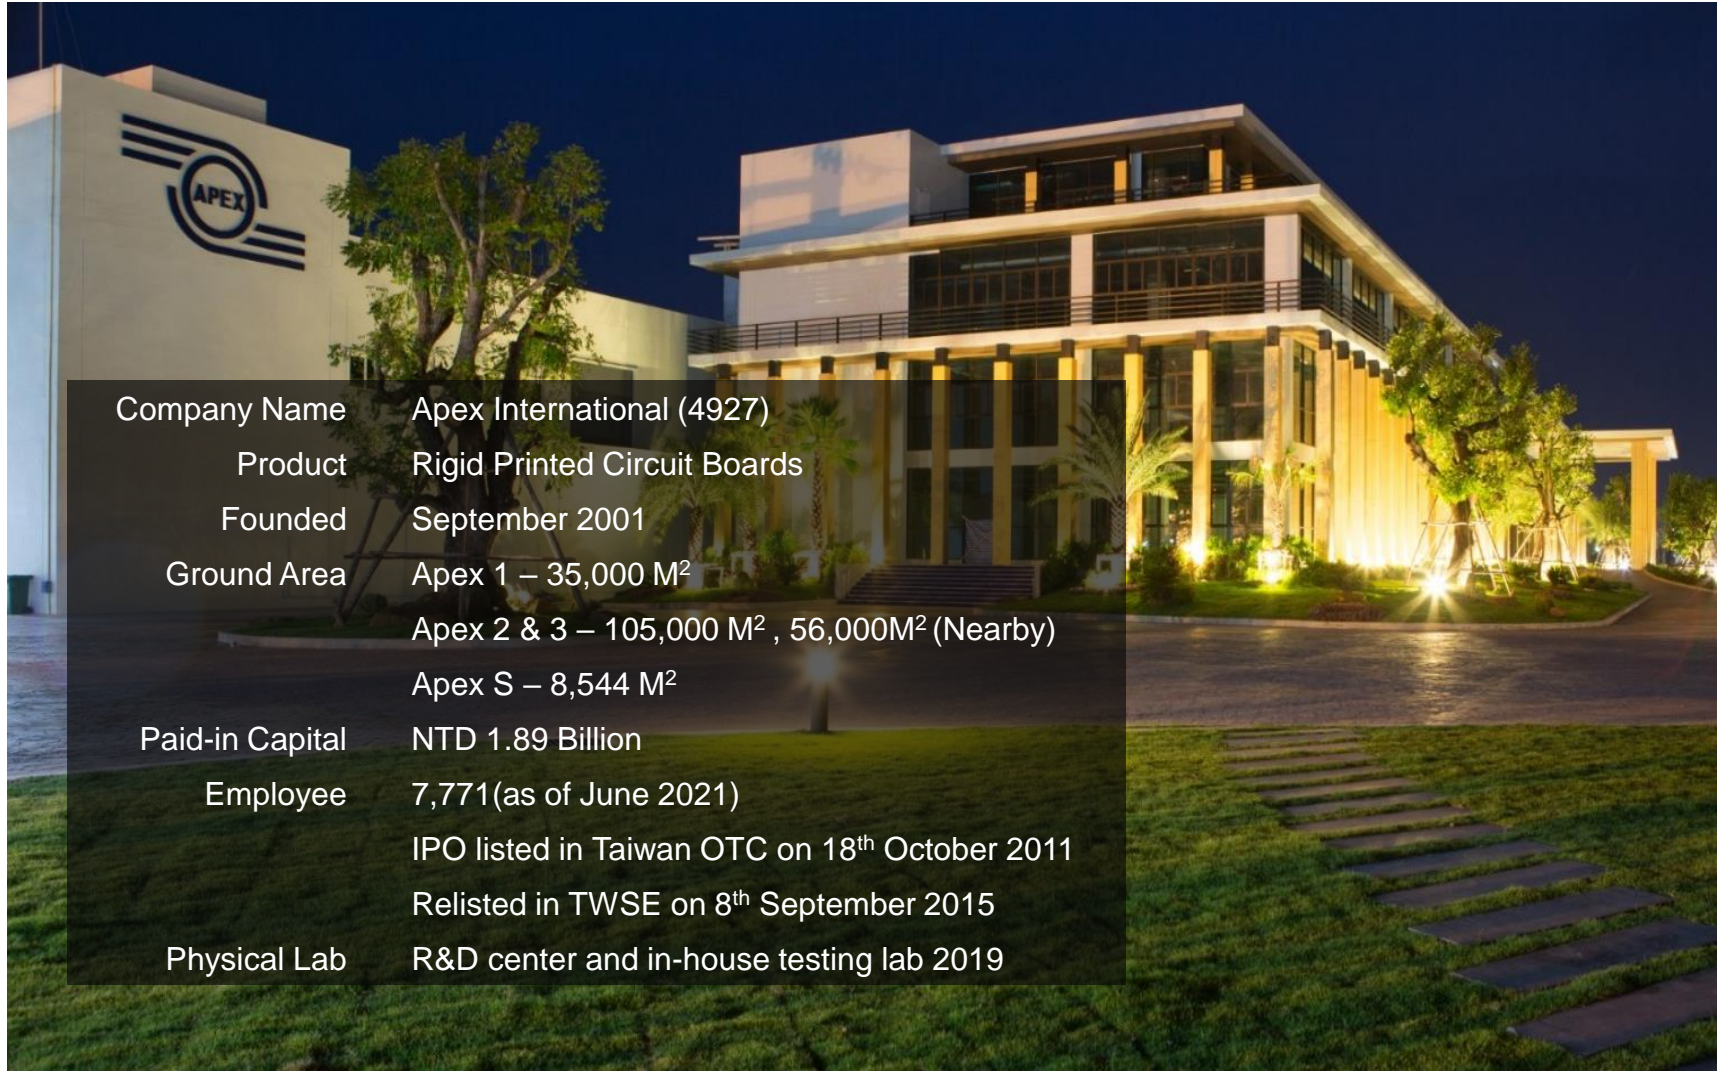 APEX
Company Name Apex International (4927)
Product Rigid Printed Circuit Boards
Founded September 2001
Ground Area Apex 1 – 35,000 M²
Apex 2 & 3 – 105,000 M² , 56,000M² (Nearby)
Apex S – 8,544 M²
Paid-in Capital NTD 1.89 Billion
Employee 7,771(as of June 2021)
IPO listed in Taiwan OTC on 18th October 2011
Relisted in TWSE on 8th September 2015
Physical Lab R&D center and in-house testing lab 2019